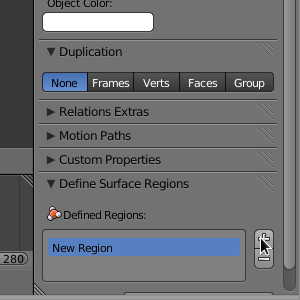 Object Color:
Duplication
None Frames Verts Faces Group
Relations Extras
Motion Paths
Custom Properties
Define Surface Regions
Defined Regions:
New Region
280